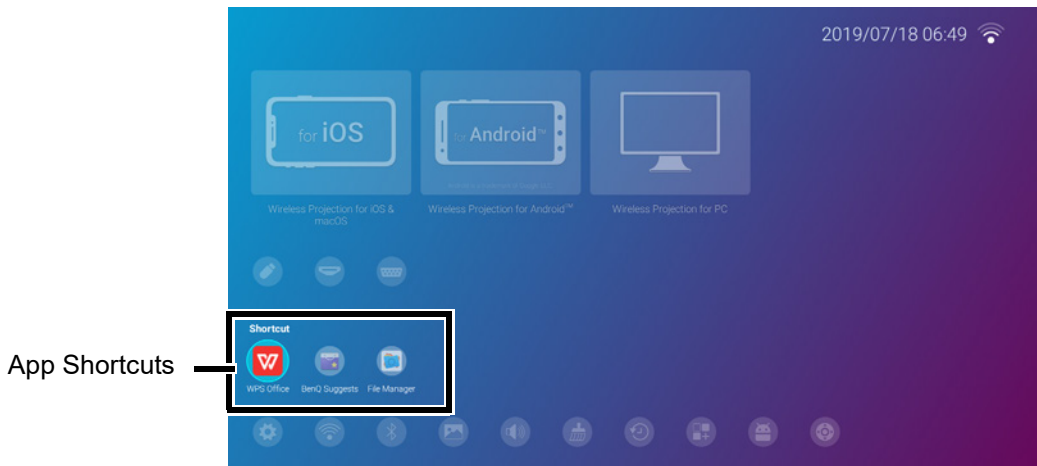 2019/07/18 06:49
for iOS
for Android™
Wireless Projection for iOS &
macOS
Wireless Projection for Android™
Wireless Projection for PC
Shortcut
App Shortcuts
WPS Office
BenQ Suggests
File Manager